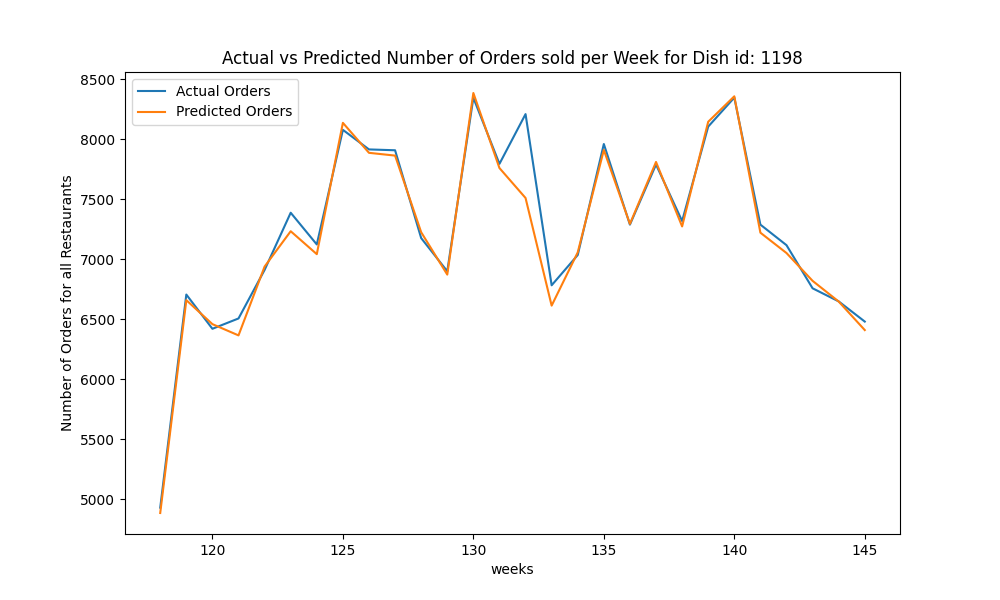 Actual vs Predicted Number of Orders sold per Week for Dish id: 1198
Actual Orders
Predicted Orders
Number of Orders for all Restaurants
8500
8000
7500
7000
6500
6000
5500
5000
120 125 130 135 140 145
weeks